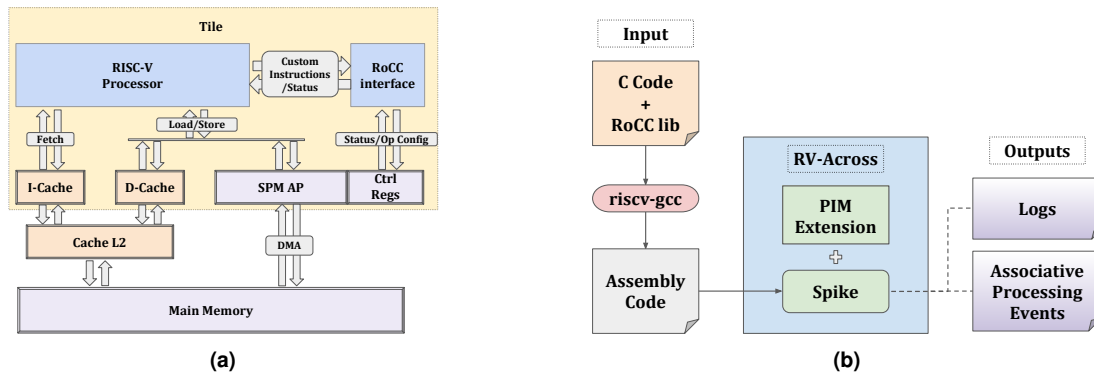 Tile
RISC-V
Processor
Custom
Instructions
/Status
RoCC
interface
Load/Store
Fetch
Status/Op Config
I-Cache
D-Cache
SPM AP
Ctrl
Regs
Cache L2
DMA
Main Memory
(a)
Input
C Code
+
RoCC lib
riscv-gcc
Assembly
Code
RV-Across
PIM
Extension
Spike
Outputs
Logs
Associative
Processing
Events
(b)